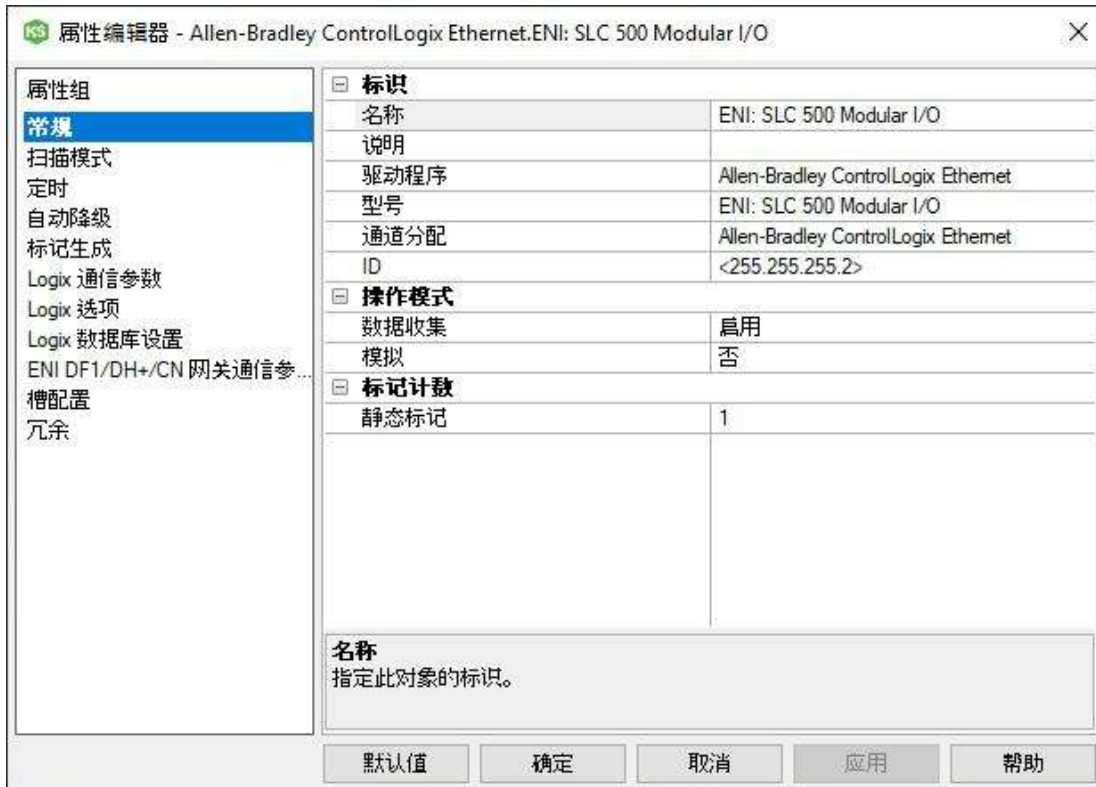 KS 属性编辑器 - Allen-Bradley ControlLogix Ethernet.ENI: SLC 500 Modular I/O
属性组
常规
扫描模式
定时
自动降级
标记生成
Logix 通信参数
Logix 选项
Logix 数据库设置
ENI DF1/DH+/CN 网关通信参...
槽配置
冗余
标识
名称 ENI: SLC 500 Modular I/O
说明
驱动程序 Allen-Bradley ControlLogix Ethernet
型号 ENI: SLC 500 Modular I/O
通道分配 Allen-Bradley ControlLogix Ethernet
ID <255.255.255.2>
操作模式
数据收集 启用
模拟 否
标记计数
静态标记 1
名称
指定此对象的标识。
默认值 确定 取消 应用 帮助